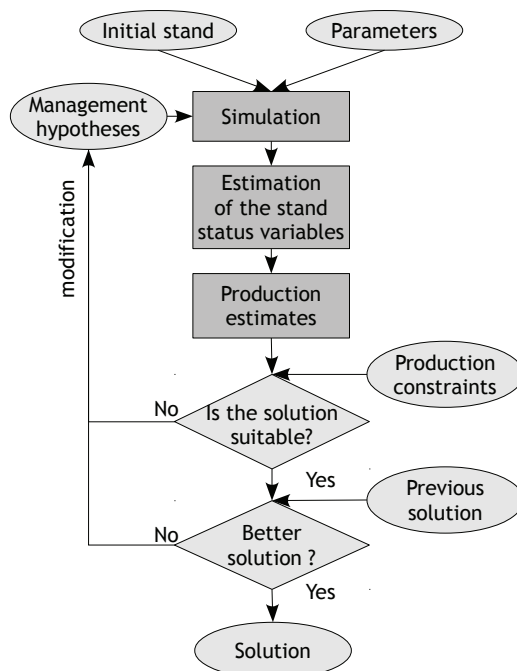 Initial stand
Parameters
Management
hypotheses
Simulation
Estimation
of the stand
status variables
modification
Production
estimates
Production
constraints
No
Is the solution
suitable?
Yes
Previous
solution
No
Better
solution ?
Yes
Solution